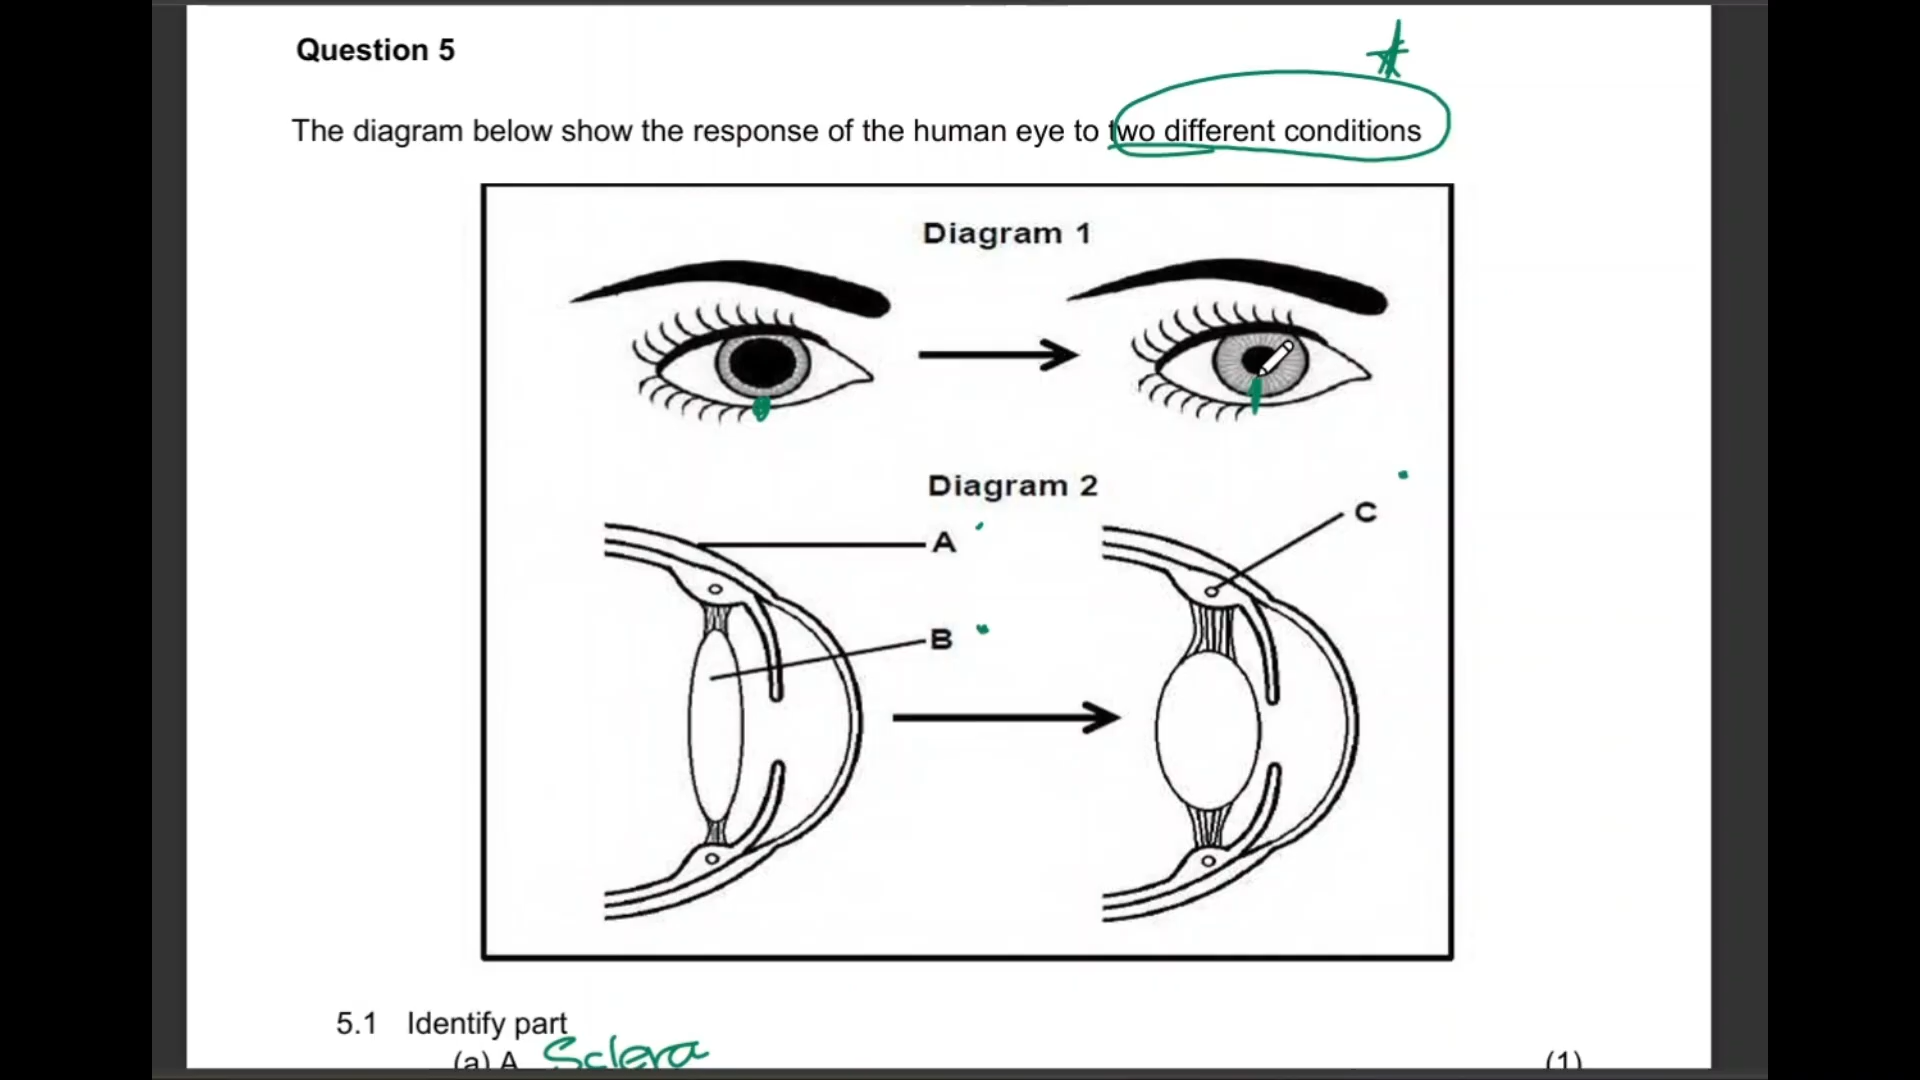 Question 5
The diagram below show the response of the human eye to two different conditions
Diagram 1
Diagram 2
A
C
B
5.1 Identify part
(a) A Sclera (1)